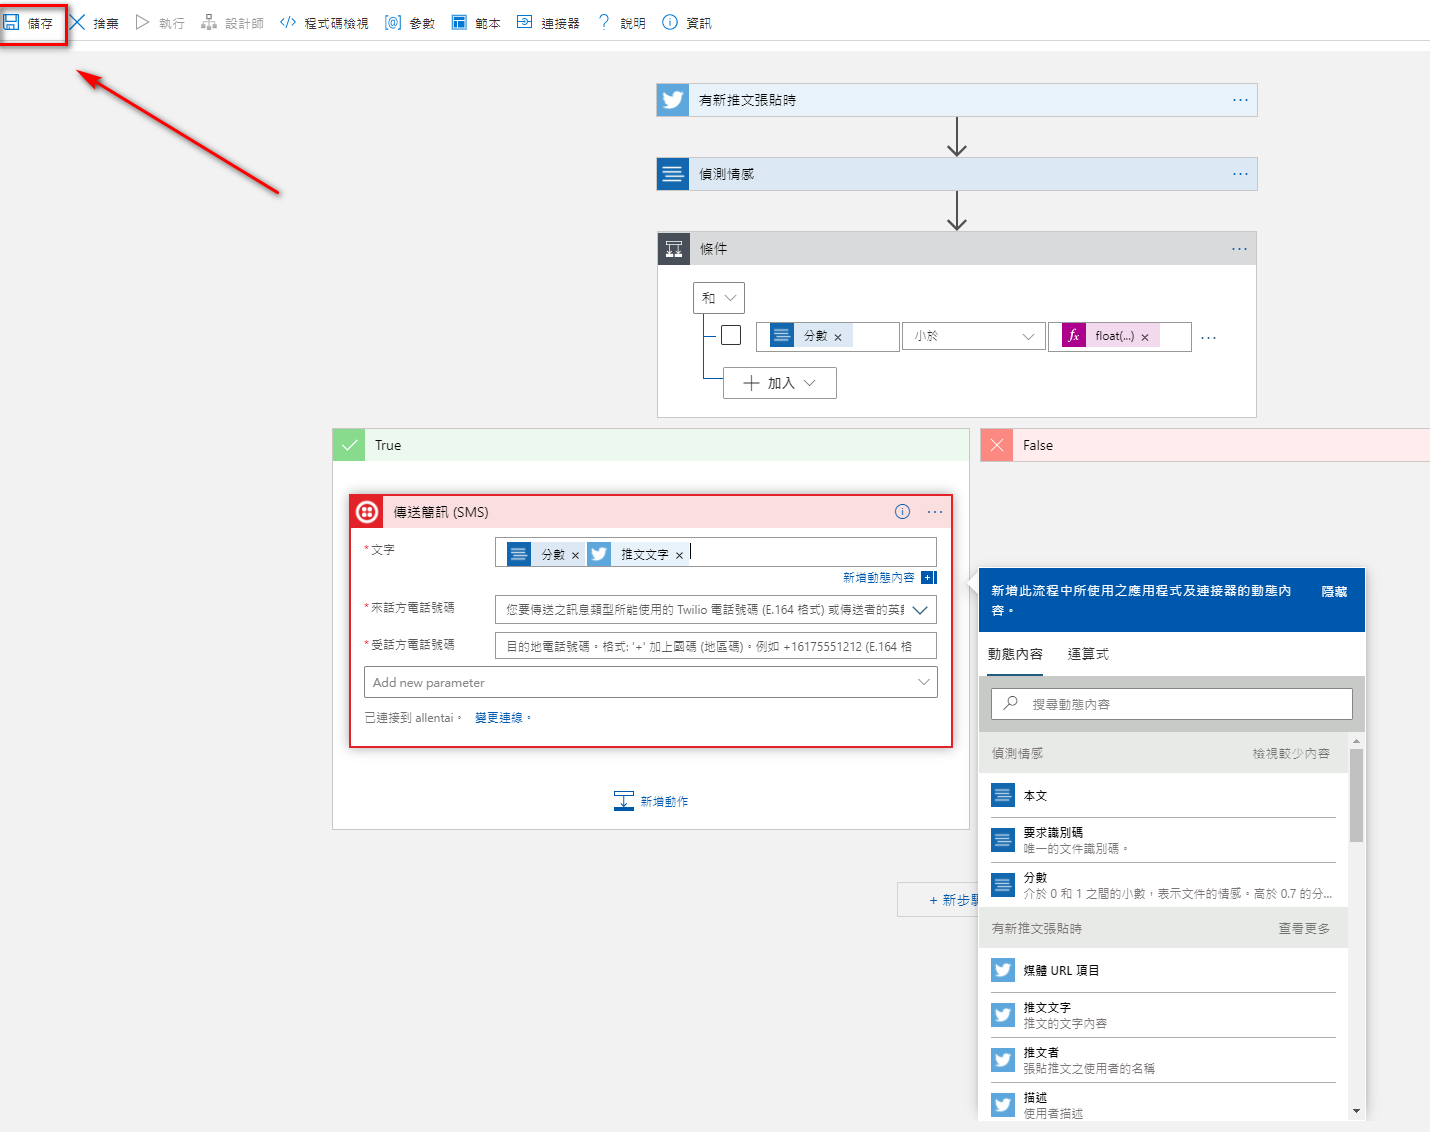 儲存
捨棄
執行
設計師
程式碼檢視
參數
範本
連接器
說明
資訊
有新推文張貼時
偵測情感
條件
和
分數
小於
float(...)
加入
True
False
傳送簡訊 (SMS)
*文字
分數
推文文字
新增動態內容
*來話方電話號碼
您要傳送之訊息類型所能使用的 Twilio 電話號碼 (E.164 格式) 或傳送者的英
*受話方電話號碼
目的地電話號碼。格式: '+' 加上國碼 (地區碼)。例如 +16175551212 (E.164 格
Add new parameter
已連接到 allentai。 變更連線。
新增動作
+ 新步
新增此流程中所使用之應用程式及連接器的動態內容。
隱藏
動態內容
運算式
搜尋動態內容
偵測情感
檢視較少內容
本文
要求識別碼
唯一的文件識別碼。
分數
介於 0 和 1 之間的小數，表示文件的情感。高於 0.7 的分...
有新推文張貼時
查看更多
媒體 URL 項目
推文文字
推文的文字內容
推文者
張貼推文之使用者的名稱
描述
使用者描述